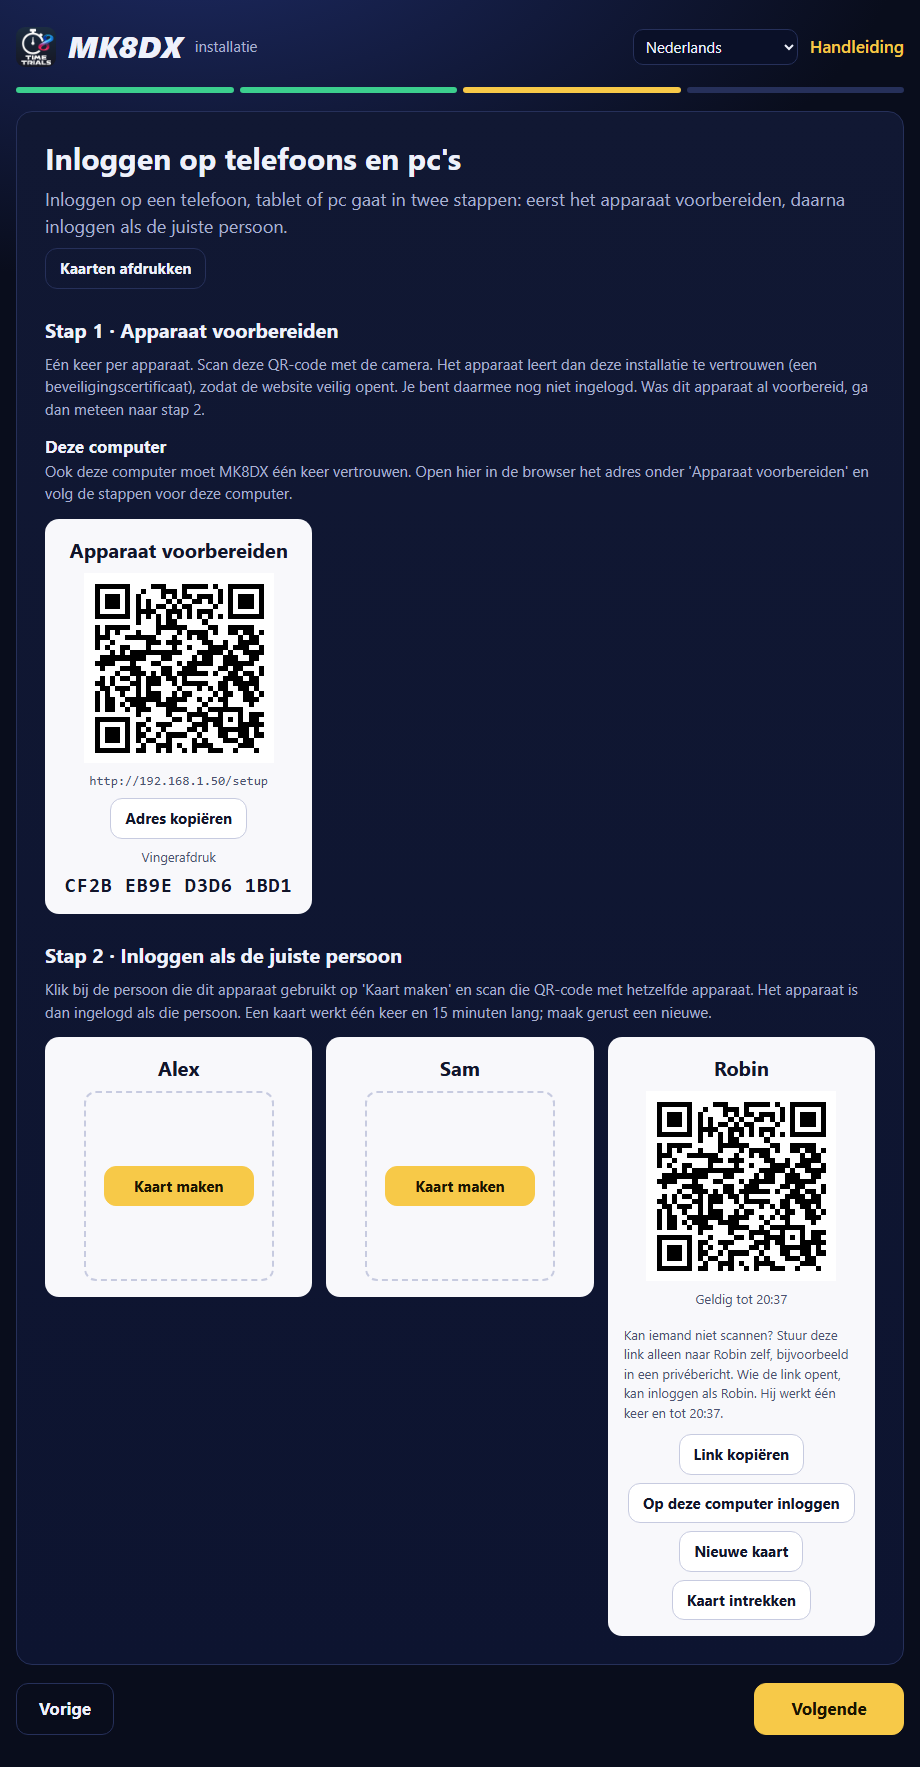 TIME TRIALS
MK8DX installatie
Nederlands
Handleiding
Inloggen op telefoons en pc's
Inloggen op een telefoon, tablet of pc gaat in twee stappen: eerst het apparaat voorbereiden, daarna
inloggen als de juiste persoon.
Kaarten afdrukken
Stap 1 · Apparaat voorbereiden
Eén keer per apparaat. Scan deze QR-code met de camera. Het apparaat leert dan deze installatie te vertrouwen (een
beveiligingscertificaat), zodat de website veilig opent. Je bent daarmee nog niet ingelogd. Was dit apparaat al voorbereid, ga
dan meteen naar stap 2.
Deze computer
Ook deze computer moet MK8DX één keer vertrouwen. Open hier in de browser het adres onder 'Apparaat voorbereiden' en
volg de stappen voor deze computer.
Apparaat voorbereiden
http://192.168.1.50/setup
Adres kopiëren
Vingerafdruk
CF2B EB9E D3D6 1BD1
Stap 2 · Inloggen als de juiste persoon
Klik bij de persoon die dit apparaat gebruikt op 'Kaart maken' en scan die QR-code met hetzelfde apparaat. Het apparaat is
dan ingelogd als die persoon. Een kaart werkt één keer en 15 minuten lang; maak gerust een nieuwe.
Alex
Kaart maken
Sam
Kaart maken
Robin
Geldig tot 20:37
Kan iemand niet scannen? Stuur deze
link alleen naar Robin zelf, bijvoorbeeld
in een privébericht. Wie de link opent,
kan inloggen als Robin. Hij werkt één
keer en tot 20:37.
Link kopiëren
Op deze computer inloggen
Nieuwe kaart
Kaart intrekken
Vorige
Volgende